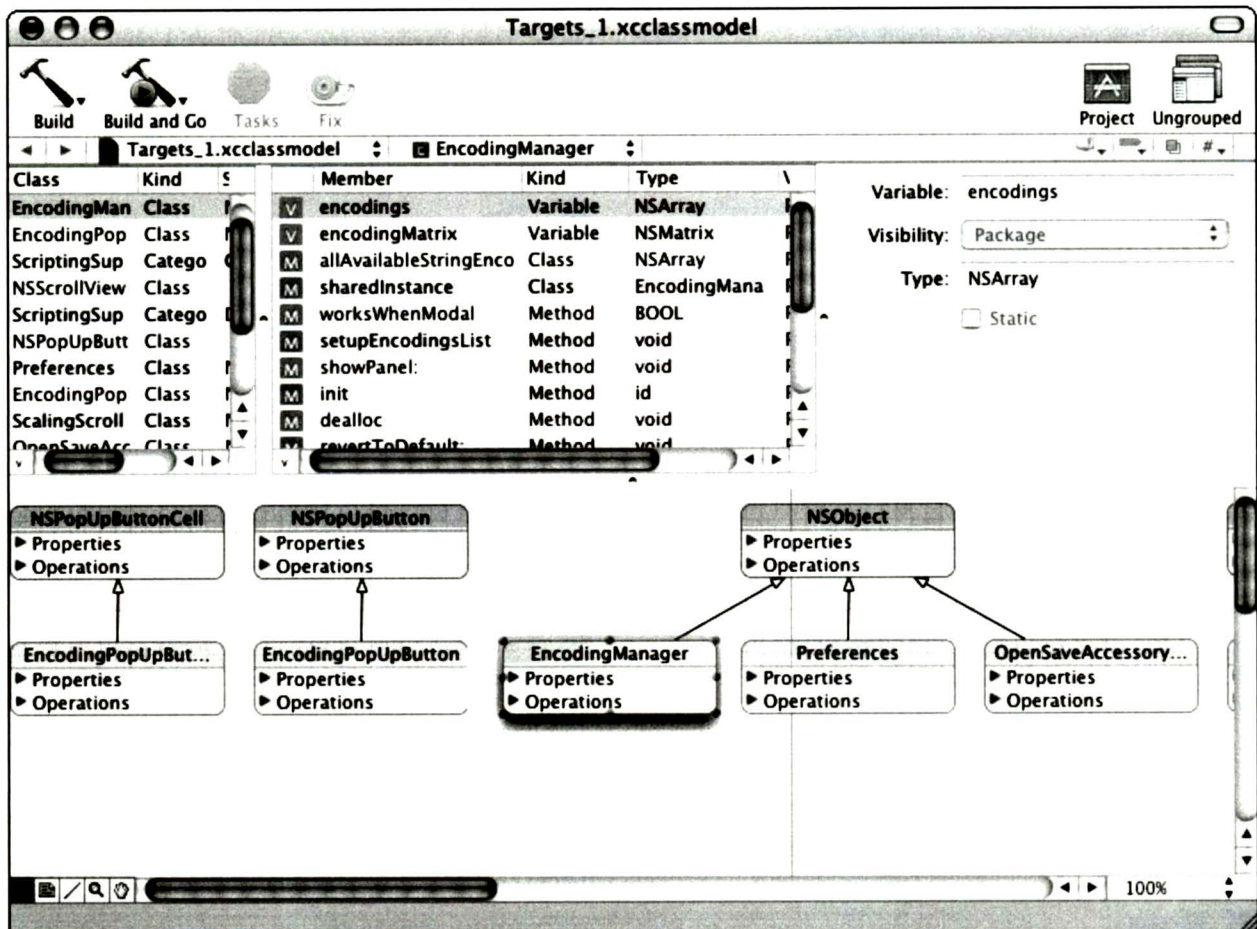 Targets_1.xcclassmodel
Build Build and Go Tasks Fix Project Ungrouped
Targets_1.xcclassmodel EncodingManager #
Class Kind
EncodingMan Class
EncodingPop Class
ScriptingSup Catego
NSScrollView Class
ScriptingSup Catego
NSPopUpButt Class
Preferences Class
EncodingPop Class
ScalingScroll Class
OpenSaveAcc Class
Member Kind Type
V encodings Variable NSArray
V encodingMatrix Variable NSMatrix
M allAvailableStringEnco Class NSArray
M sharedInstance Class EncodingMana
M worksWhenModal Method BOOL
M setupEncodingsList Method void
M showPanel: Method void
M init Method id
M dealloc Method void
M revertToDefault: Method void
Variable: encodings
Visibility: Package
Type: NSArray
Static
NSPopUpButtonCell
Properties
Operations
NSPopUpButton
Properties
Operations
NSObject
Properties
Operations
EncodingPopUpBut...
Properties
Operations
EncodingPopUpButton
Properties
Operations
EncodingManager
Properties
Operations
Preferences
Properties
Operations
OpenSaveAccessory...
Properties
Operations
100%